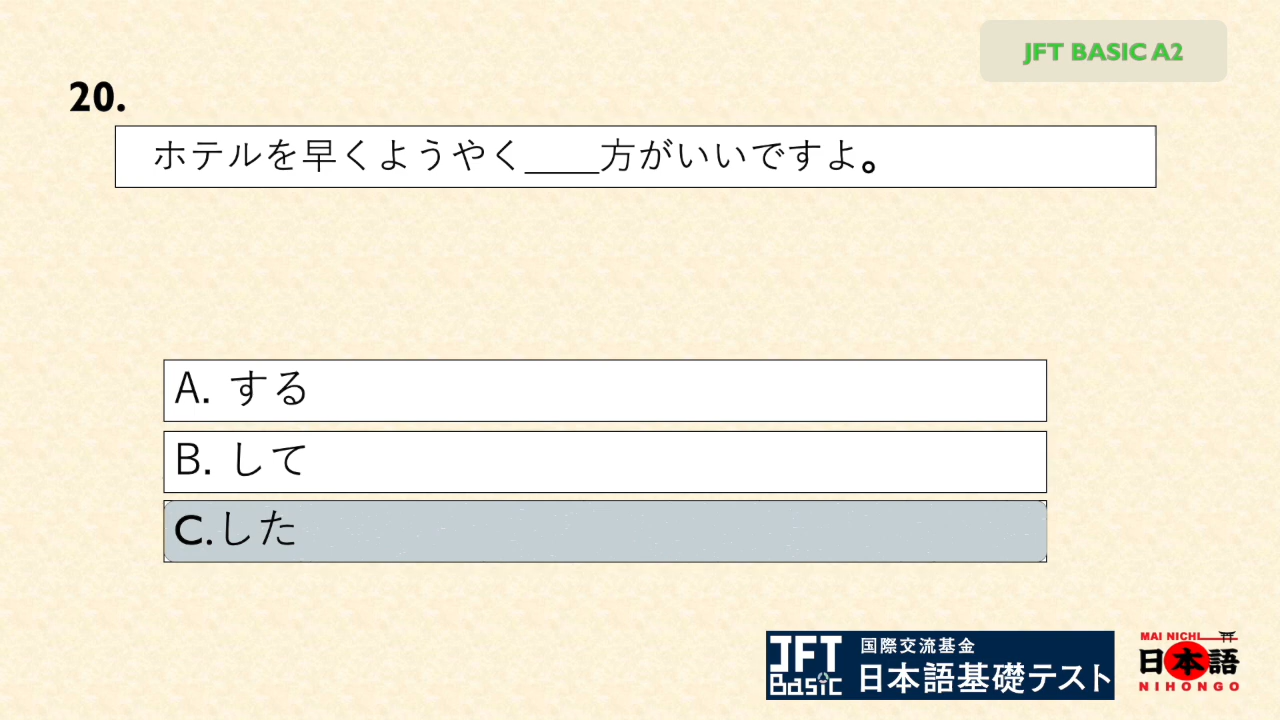 JFT BASIC A2
20.
ホテルを早くようやく____方がいいですよ。
A. する
B. して
C.した
JFT Basic
国際交流基金
日本語基礎テスト
MAI NICHI
日本語
NIHONGO